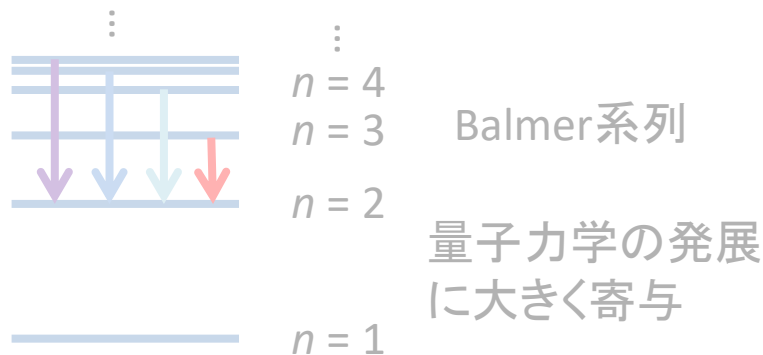 ⋮
⋮
n = 4
n = 3
Balmer系列
n = 2
量子力学の発展
に大きく寄与
n = 1